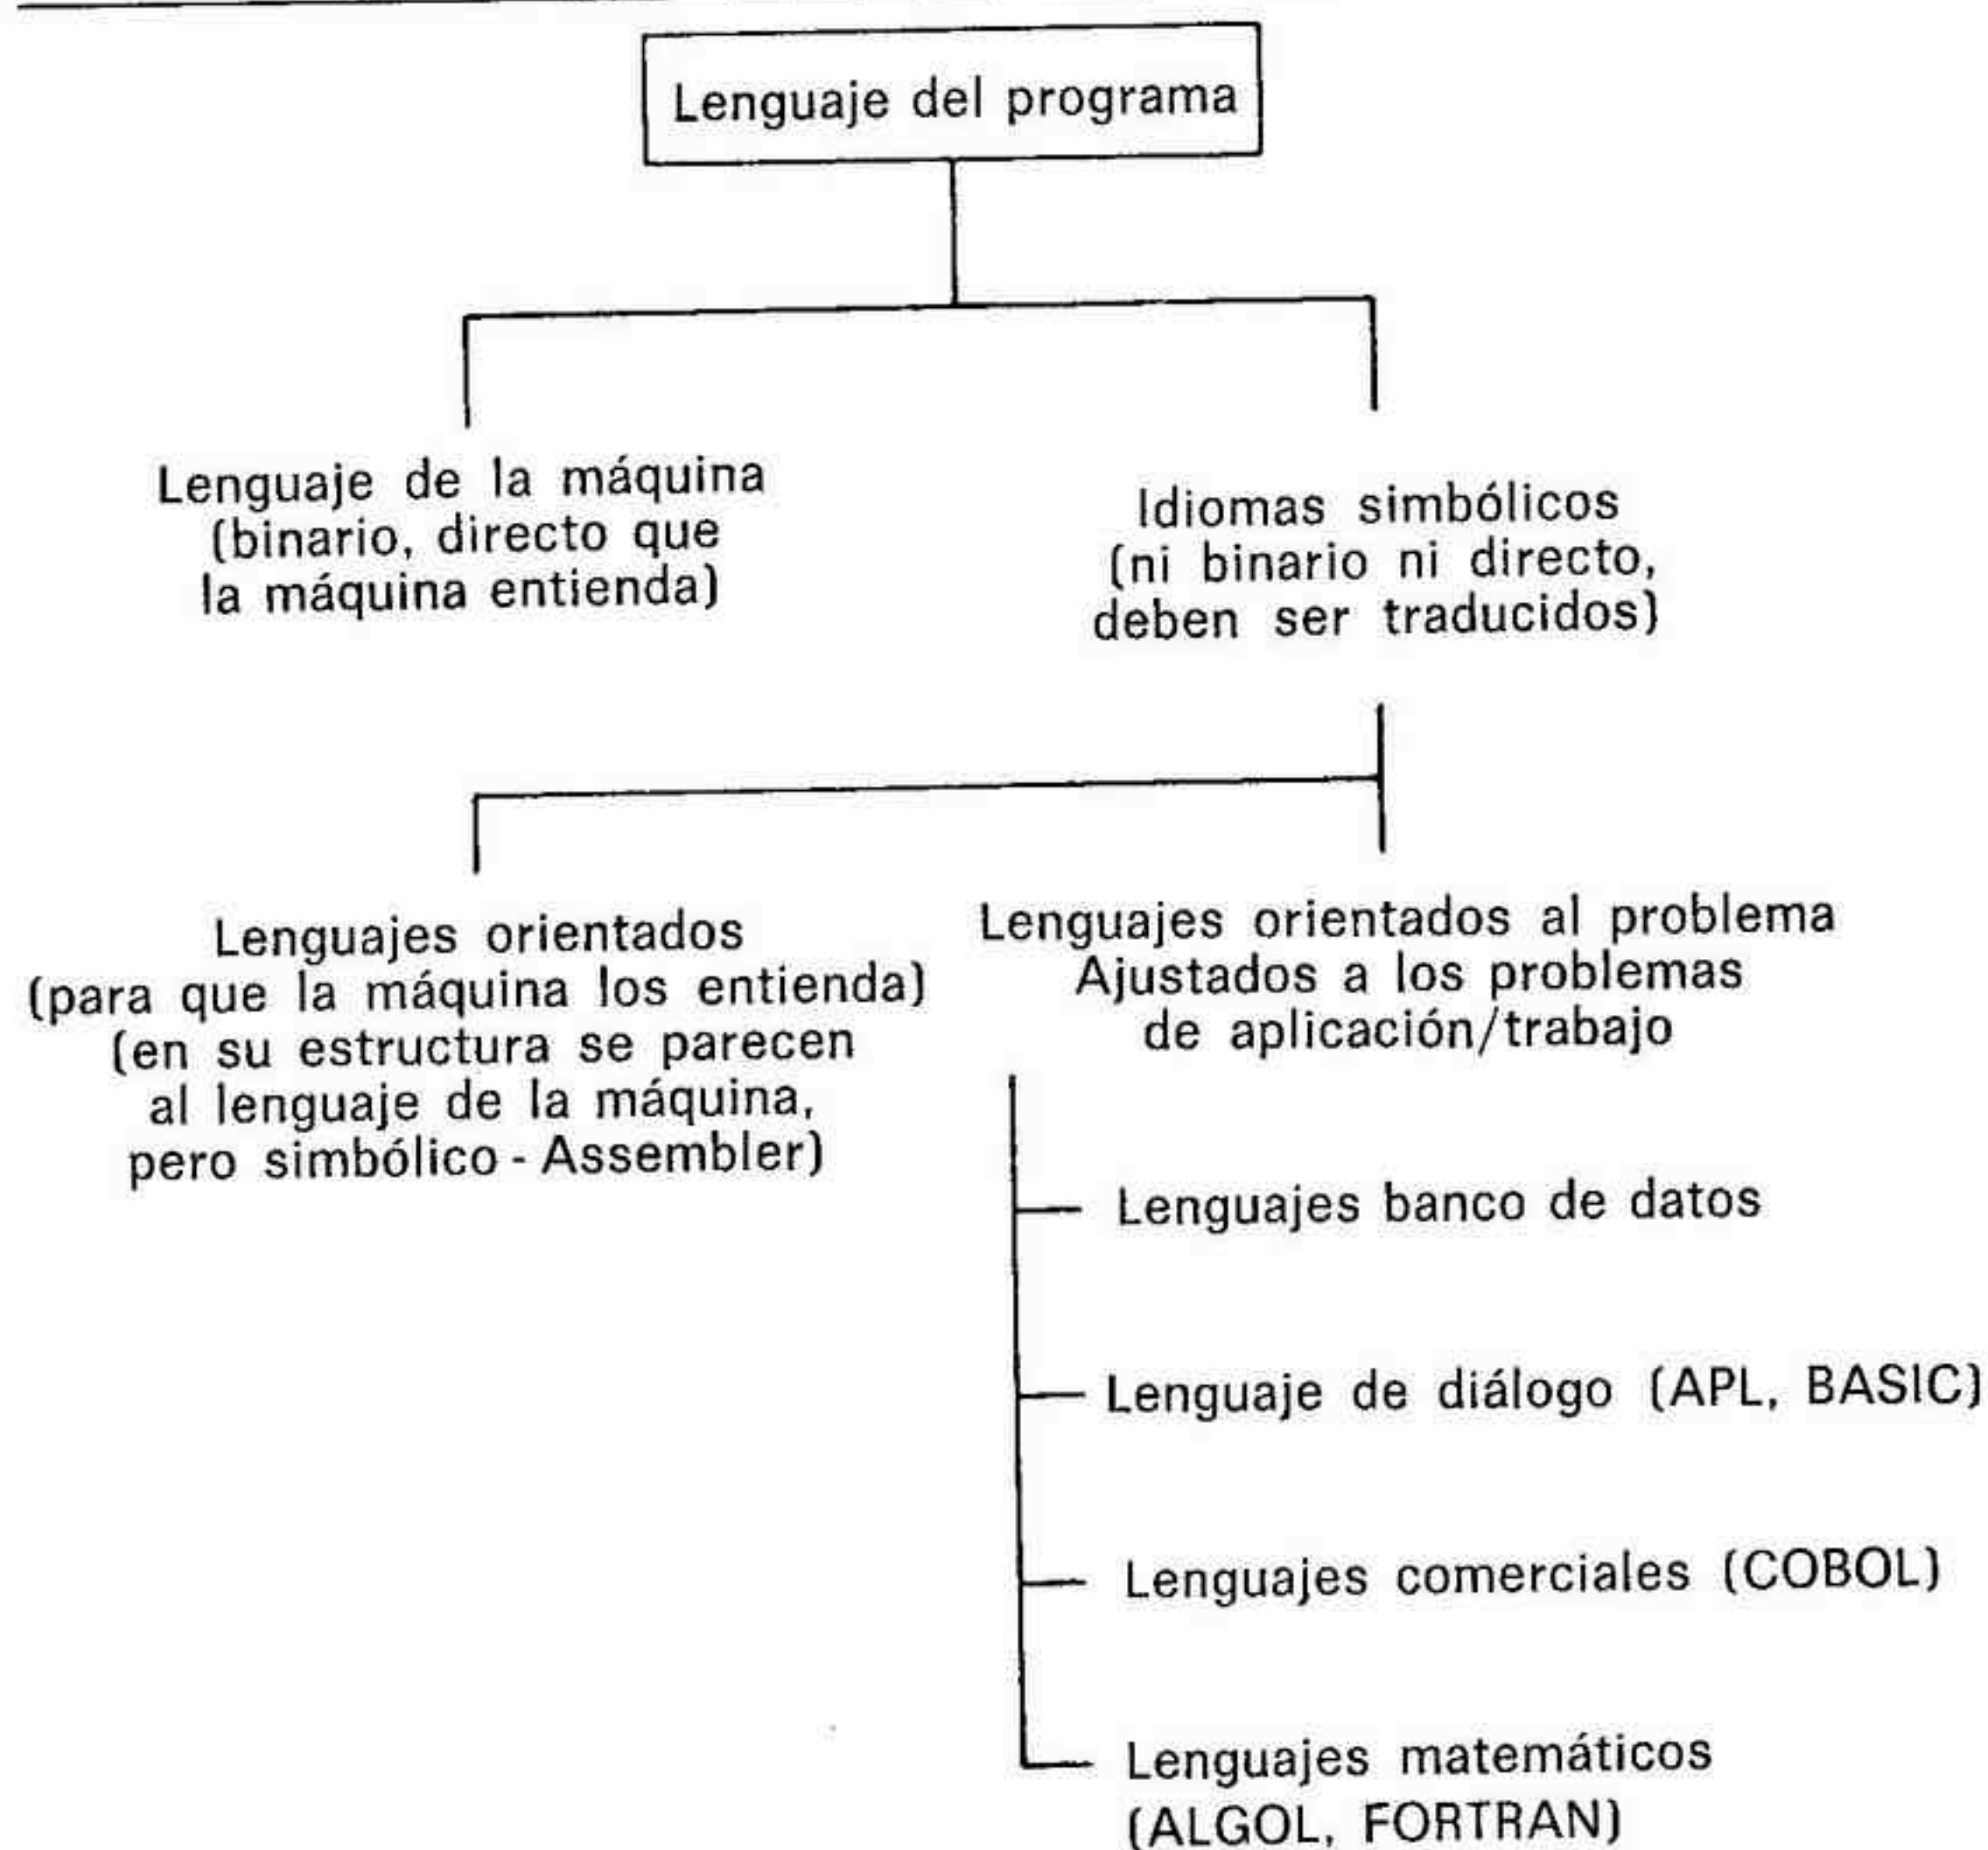 Lenguaje del programa
Lenguaje de la máquina
(binario, directo que
la máquina entienda)
Idiomas simbólicos
(ni binario ni directo,
deben ser traducidos)
Lenguajes orientados
(para que la máquina los entienda)
(en su estructura se parecen
al lenguaje de la máquina,
pero simbólico - Assembler)
Lenguajes orientados al problema
Ajustados a los problemas
de aplicación/trabajo
Lenguajes banco de datos
Lenguaje de diálogo (APL, BASIC)
Lenguajes comerciales (COBOL)
Lenguajes matemáticos
(ALGOL, FORTRAN)